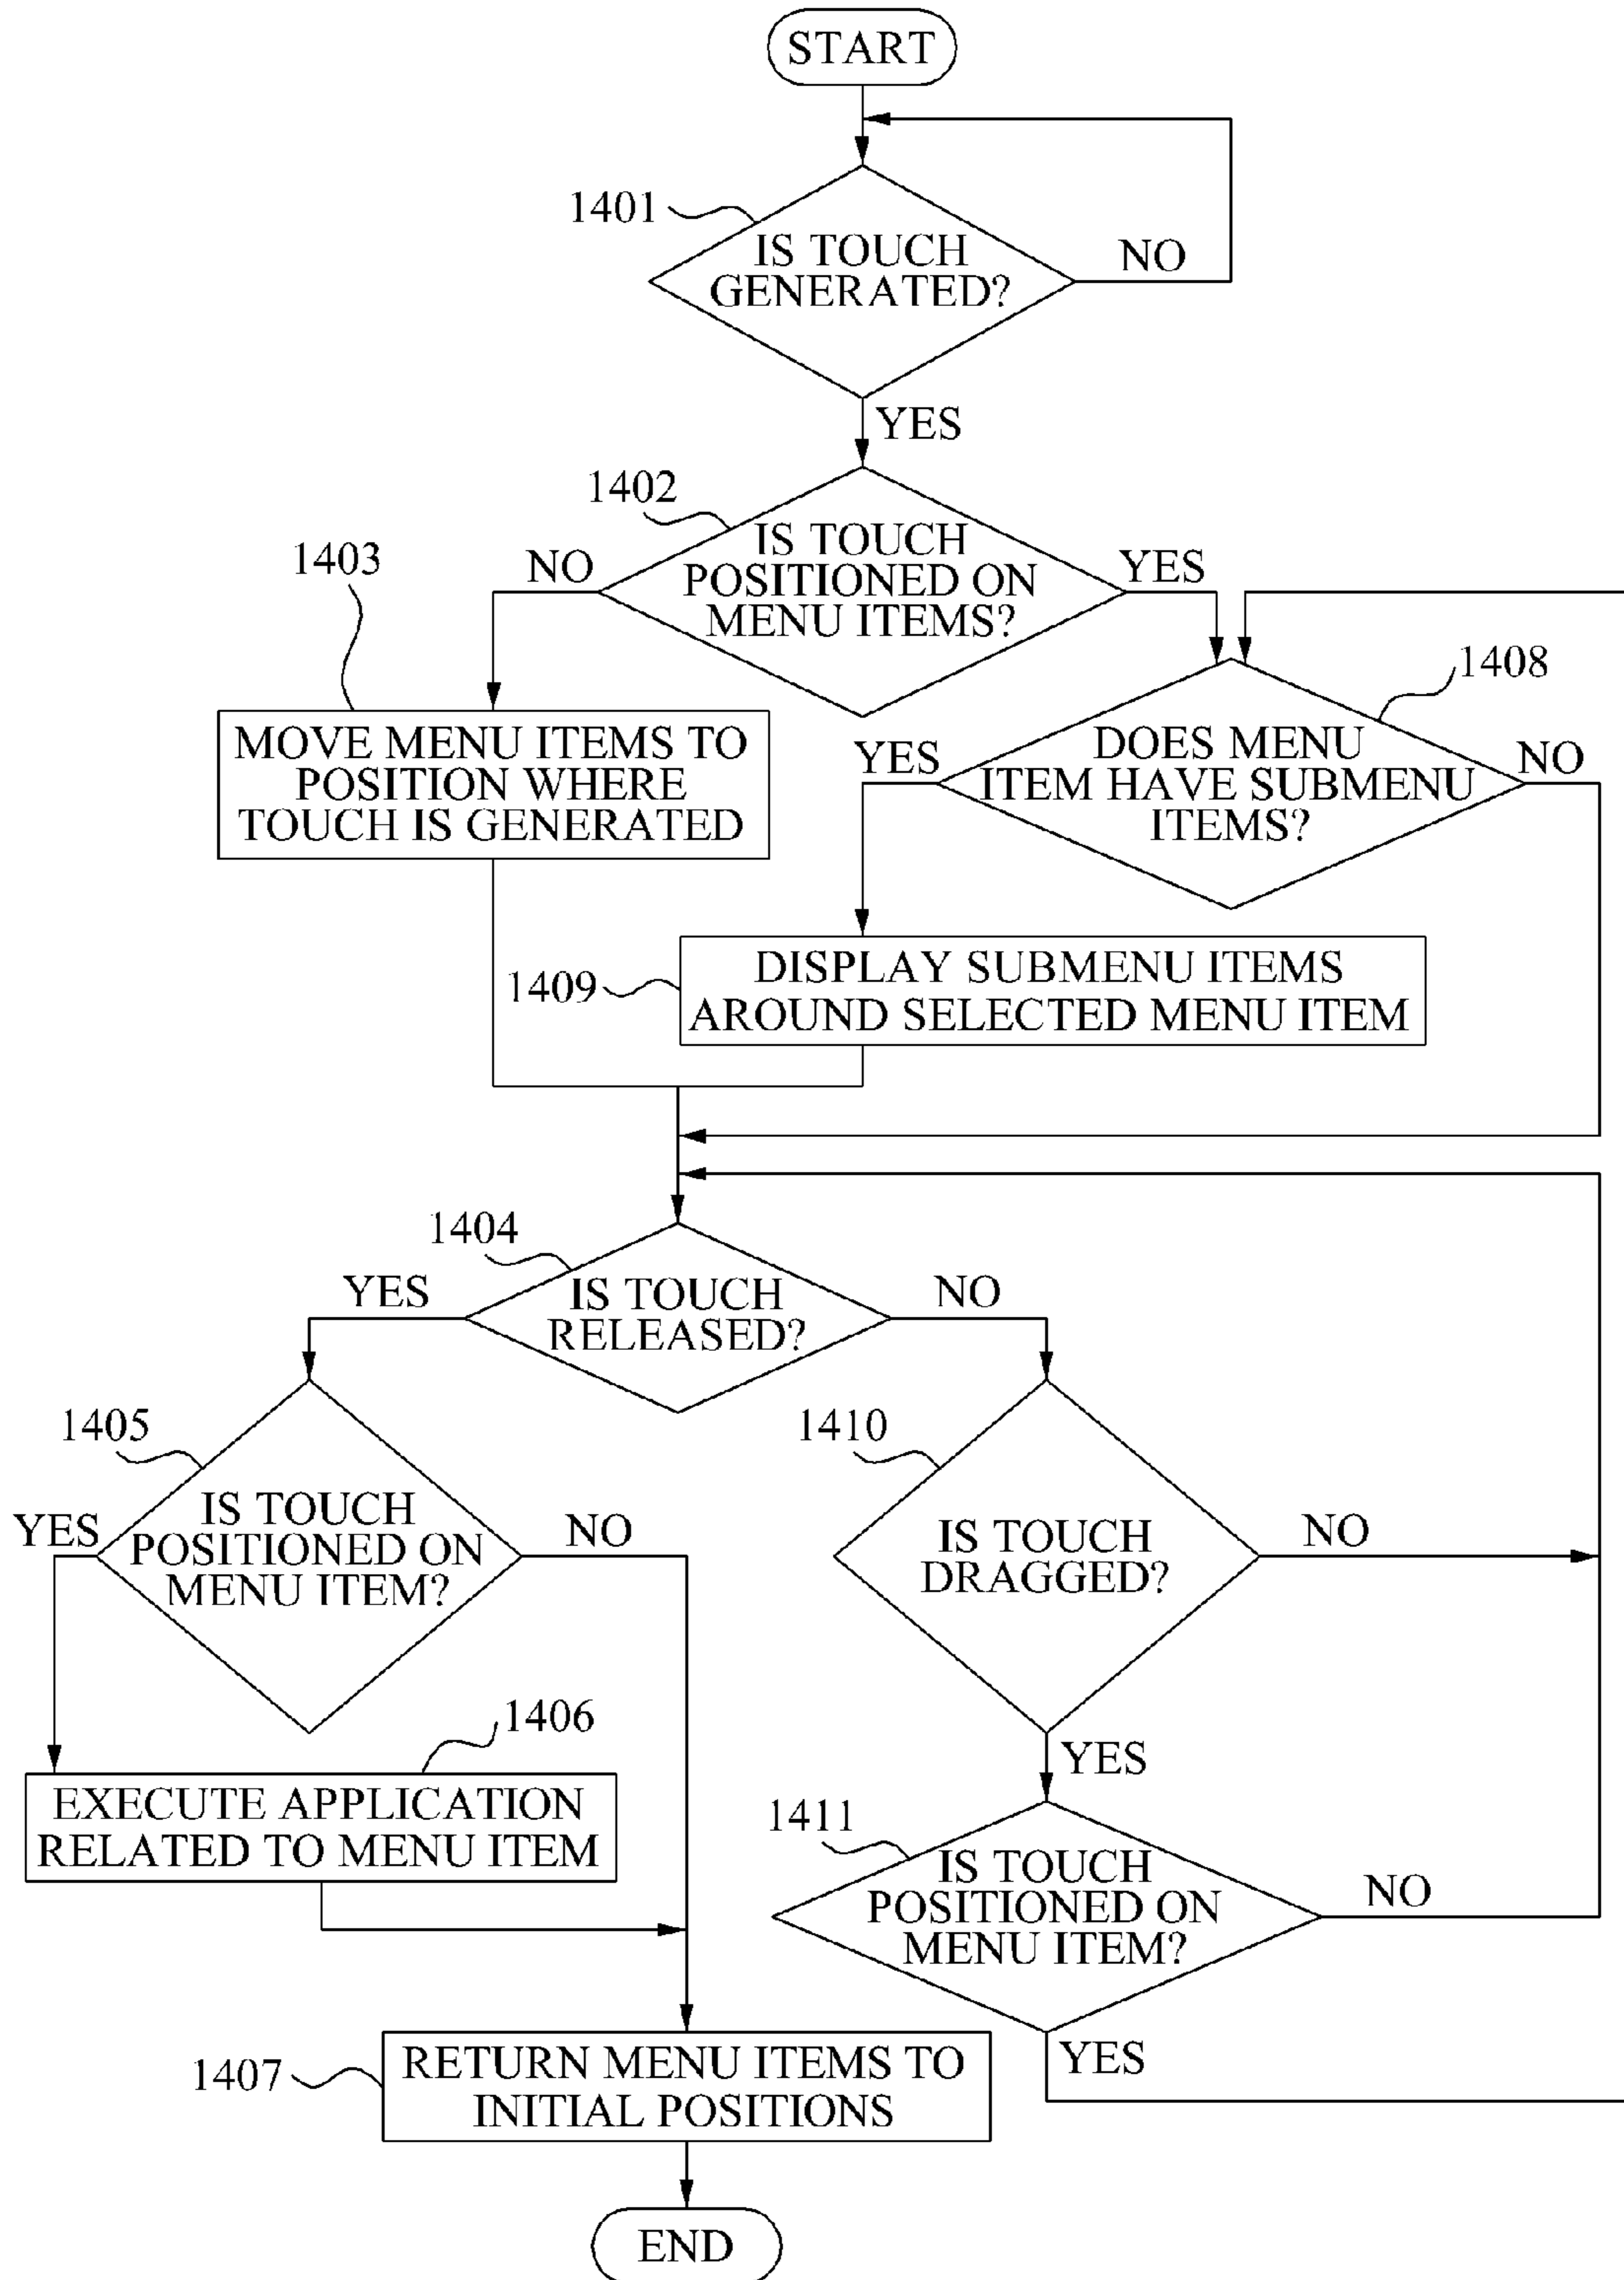 START
1401
IS TOUCH
GENERATED?
NO
YES
1402
IS TOUCH
POSITIONED ON
MENU ITEMS?
NO
YES
1403
MOVE MENU ITEMS TO
POSITION WHERE
TOUCH IS GENERATED
1408
DOES MENU
ITEM HAVE SUBMENU
ITEMS?
YES
NO
1409
DISPLAY SUBMENU ITEMS
AROUND SELECTED MENU ITEM
1404
IS TOUCH
RELEASED?
YES
NO
1405
IS TOUCH
POSITIONED ON
MENU ITEM?
YES
NO
1410
IS TOUCH
DRAGGED?
NO
YES
1406
EXECUTE APPLICATION
RELATED TO MENU ITEM
1411
IS TOUCH
POSITIONED ON
MENU ITEM?
NO
YES
1407
RETURN MENU ITEMS TO
INITIAL POSITIONS
END